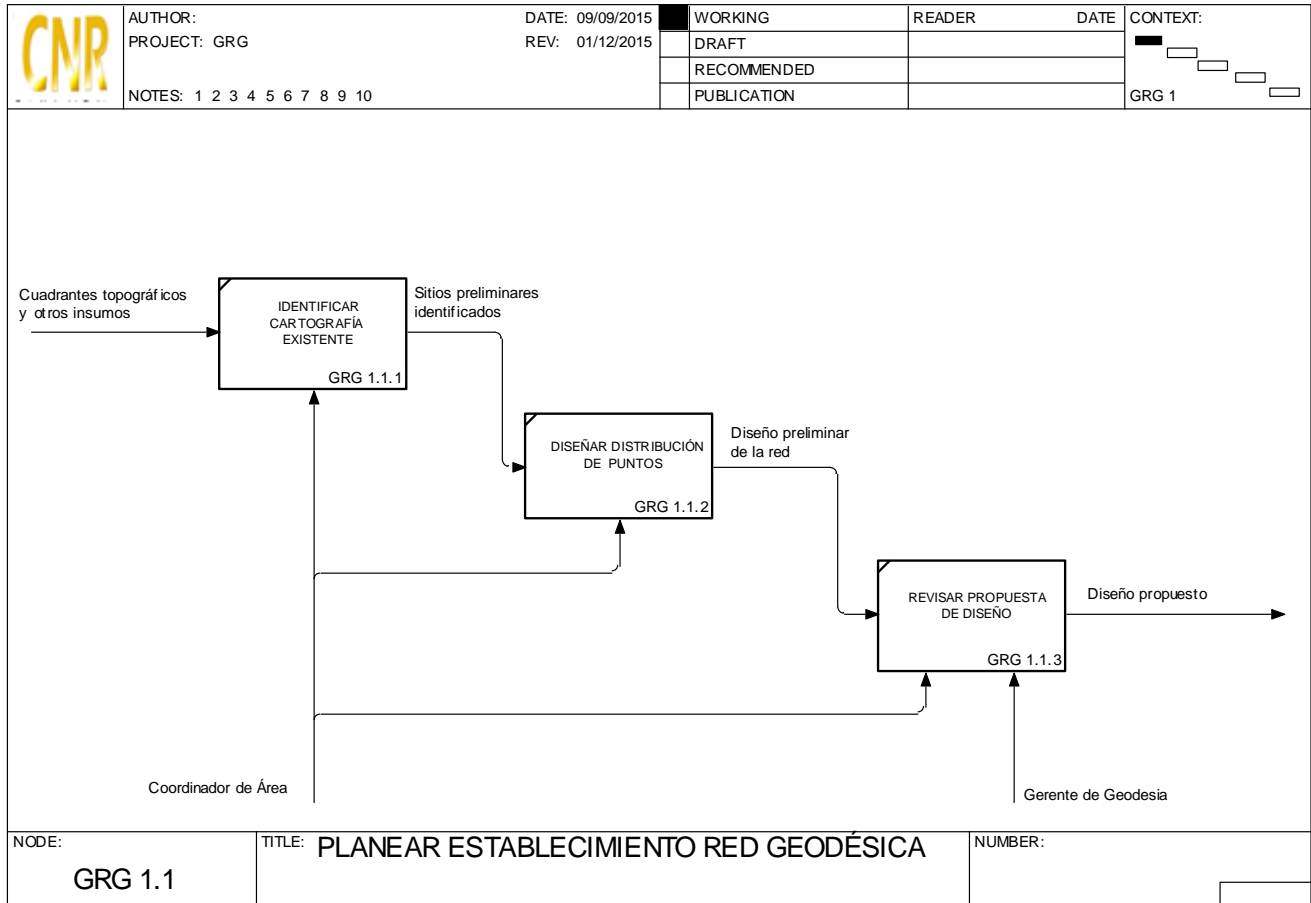 CNR
AUTHOR:
DATE: 09/09/2015
PROJECT: GRG
REV: 01/12/2015
NOTES: 1 2 3 4 5 6 7 8 9 10
WORKING
DRAFT
RECOMMENDED
PUBLICATION
READER DATE
CONTEXT:
GRG 1
Cuadrantes topográficos
y otros insumos
IDENTIFICAR
CARTOGRAFÍA
EXISTENTE
GRG 1.1.1
Sitios preliminares
identificados
DISEÑAR DISTRIBUCIÓN
DE PUNTOS
GRG 1.1.2
Diseño preliminar
de la red
REVISAR PROPUESTA
DE DISEÑO
GRG 1.1.3
Diseño propuesto
Coordinador de Área
Gerente de Geodesia
NODE:
GRG 1.1
TITLE: PLANEAR ESTABLECIMIENTO RED GEODÉSICA
NUMBER: